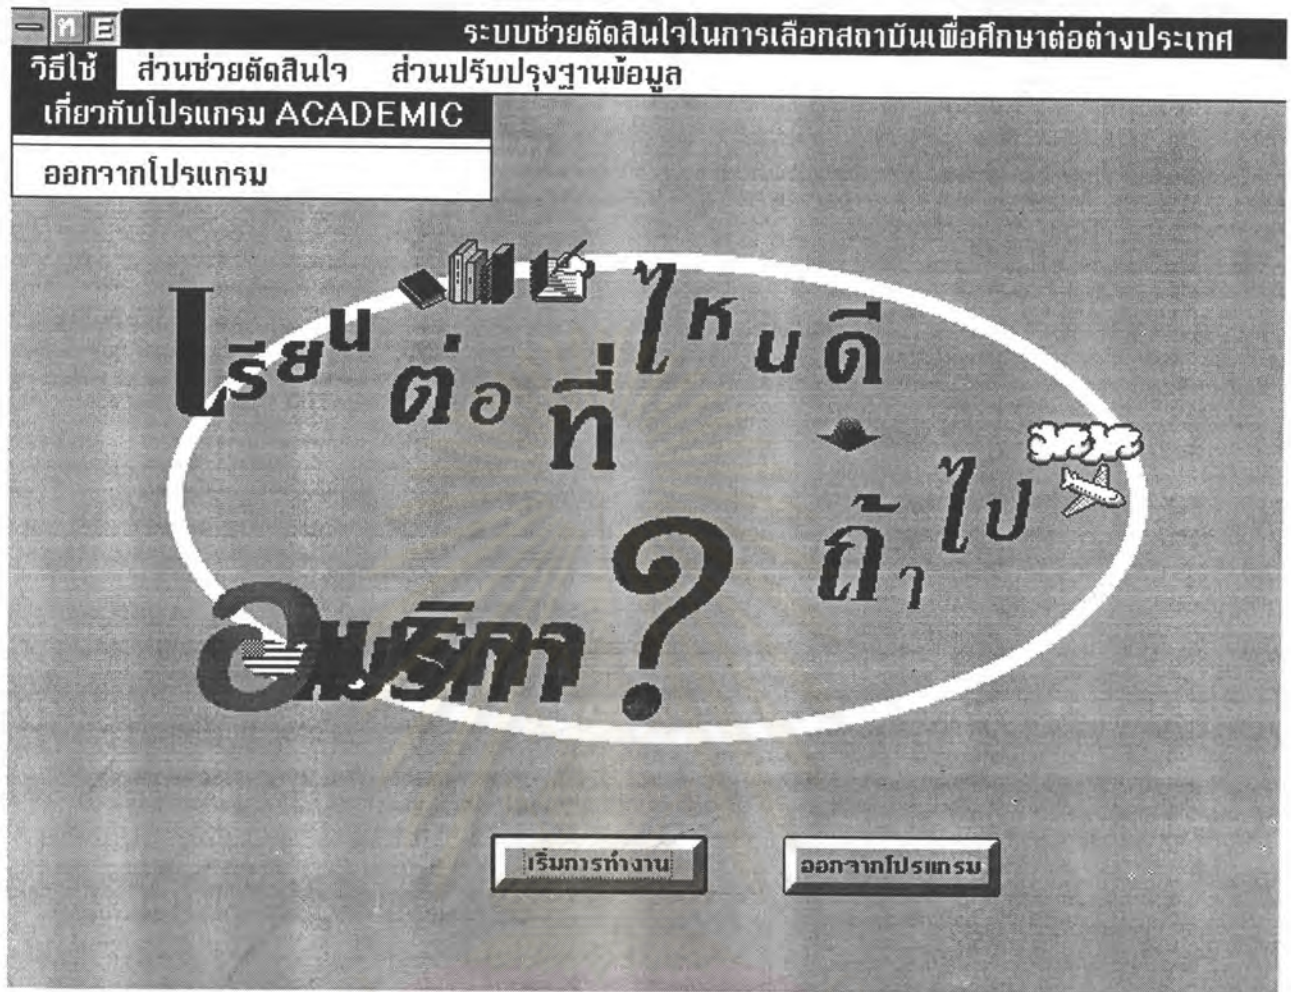 ท E ระบบช่วยตัดสินใจในการเลือกสถาบันเพื่อศึกษาต่อต่างประเทศ
วิธีใช้ ส่วนช่วยตัดสินใจ ส่วนปรับปรุงฐานข้อมูล
เกี่ยวกับโปรแกรม ACADEMIC
ออกจากโปรแกรม
เรียนต่อที่ไหนดี
ถ้าไป
อเมริกา ?
เริ่มการทำงาน ออกจากโปรแกรม